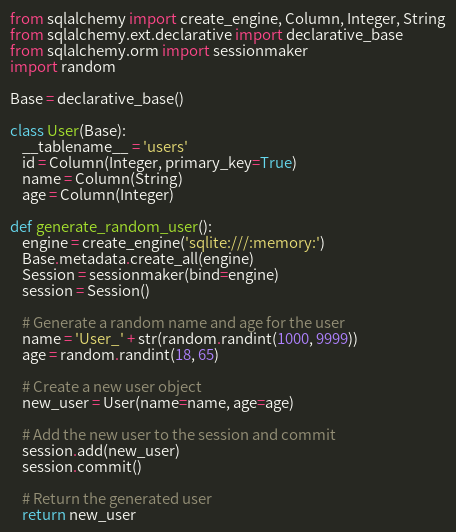 from sqlalchemy import create_engine, Column, Integer, String
from sqlalchemy.ext.declarative import declarative_base
from sqlalchemy.orm import sessionmaker
import random

Base = declarative_base()

class User(Base):
    __tablename__ = 'users'
    id = Column(Integer, primary_key=True)
    name = Column(String)
    age = Column(Integer)

def generate_random_user():
    engine = create_engine('sqlite:///:memory:')
    Base.metadata.create_all(engine)
    Session = sessionmaker(bind=engine)
    session = Session()

    # Generate a random name and age for the user
    name = 'User_' + str(random.randint(1000, 9999))
    age = random.randint(18, 65)

    # Create a new user object
    new_user = User(name=name, age=age)

    # Add the new user to the session and commit
    session.add(new_user)
    session.commit()

    # Return the generated user
    return new_user